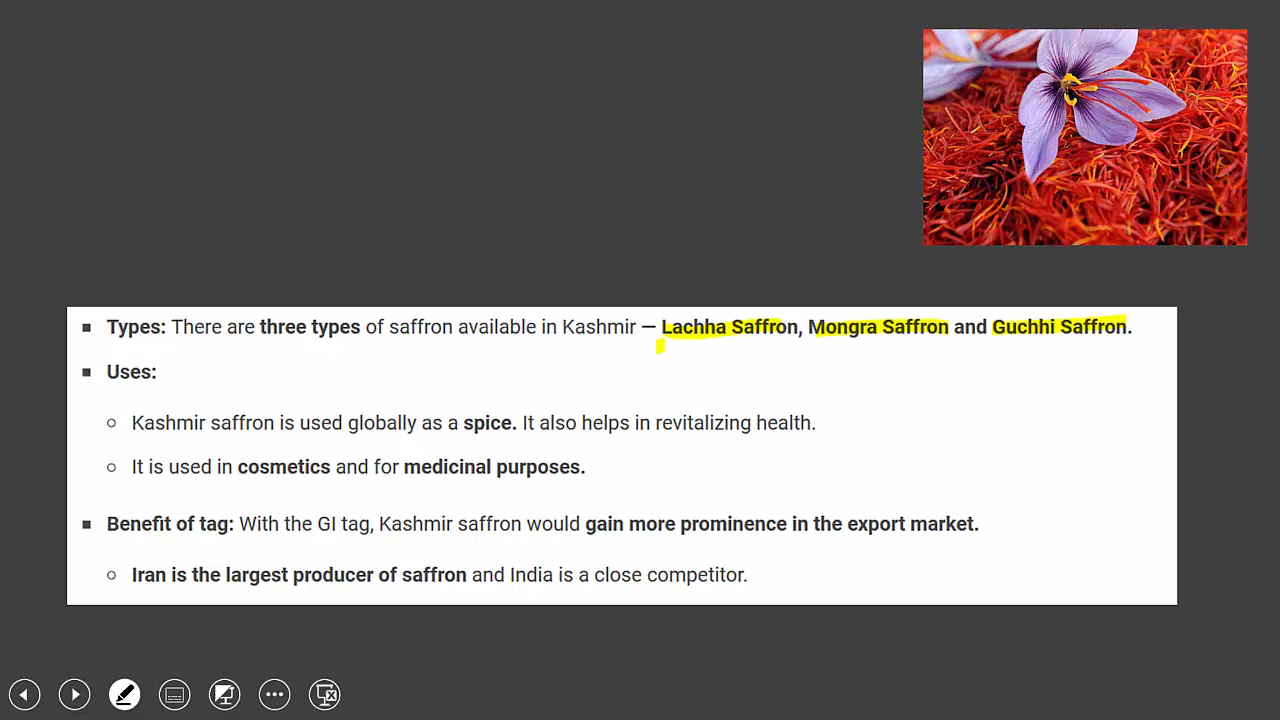 Types: There are three types of saffron available in Kashmir — Lachha Saffron, Mongra Saffron and Guchhi Saffron.
Uses:
Kashmir saffron is used globally as a spice. It also helps in revitalizing health.
It is used in cosmetics and for medicinal purposes.
Benefit of tag: With the GI tag, Kashmir saffron would gain more prominence in the export market.
Iran is the largest producer of saffron and India is a close competitor.